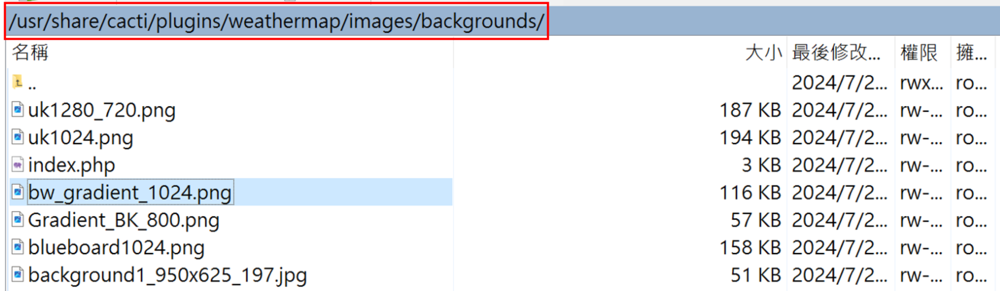 /usr/share/cacti/plugins/weathermap/images/backgrounds/
名稱 大小 最後修改... 權限 擁...
.. 2024/7/2... rwx... ro...
uk1280_720.png 187 KB 2024/7/2... rw-... ro...
uk1024.png 194 KB 2024/7/2... rw-... ro...
index.php 3 KB 2024/7/2... rw-... ro...
bw_gradient_1024.png 116 KB 2024/7/2... rw-... ro...
Gradient_BK_800.png 57 KB 2024/7/2... rw-... ro...
blueboard1024.png 158 KB 2024/7/2... rw-... ro...
background1_950x625_197.jpg 51 KB 2024/7/2... rw-... ro...